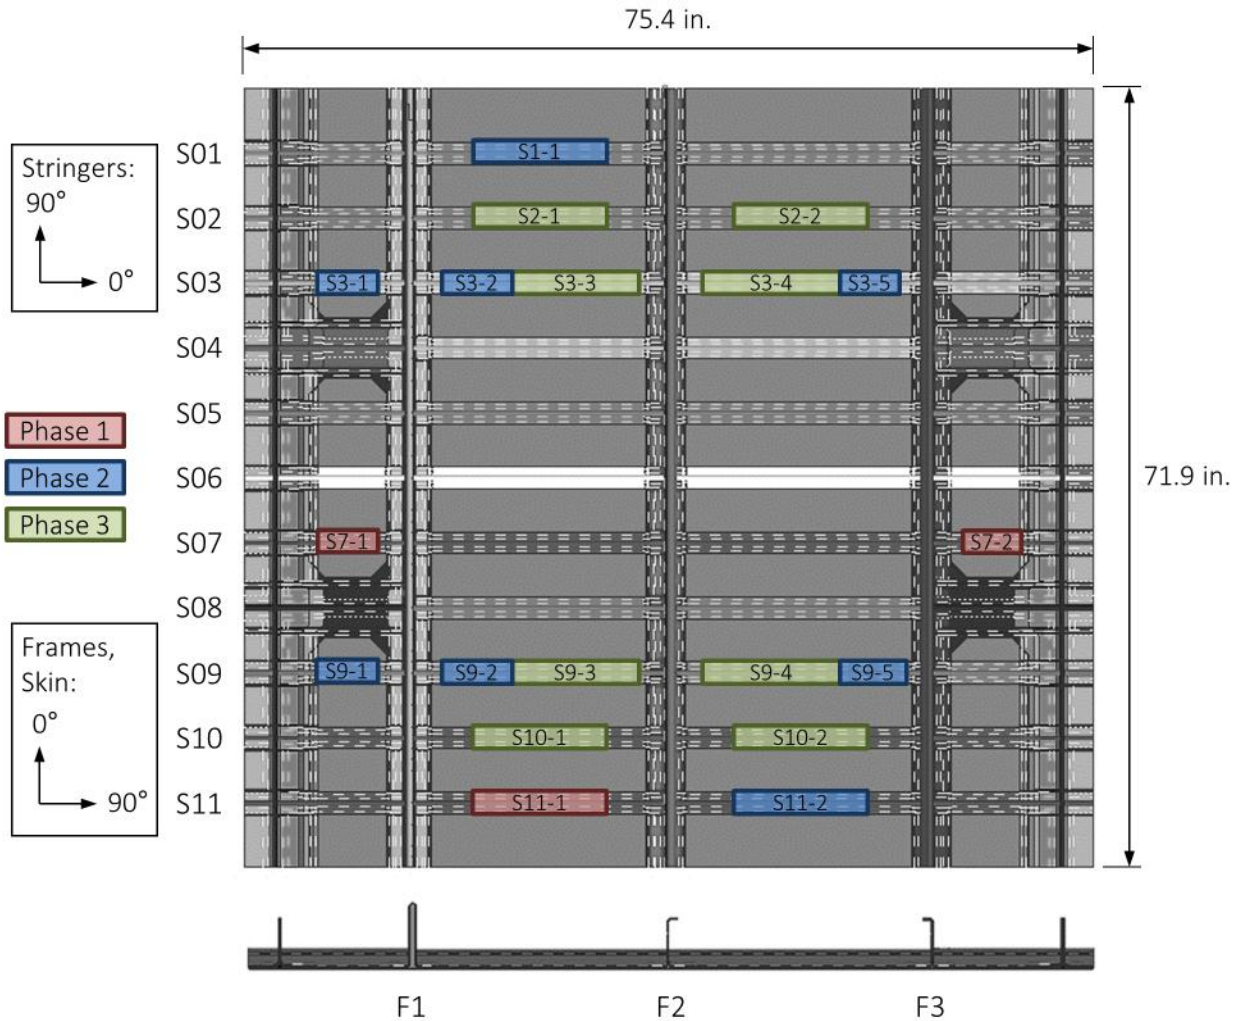 75.4 in.
Stringers:
90°
0°
S01
S1-1
S02
S2-1
S2-2
S03
S3-1
S3-2
S3-3
S3-4
S3-5
S04
S05
Phase 1
Phase 2
Phase 3
S06
71.9 in.
S07
S7-1
S7-2
S08
Frames,
Skin:
0°
90°
S09
S9-1
S9-2
S9-3
S9-4
S9-5
S10
S10-1
S10-2
S11
S11-1
S11-2
F1
F2
F3